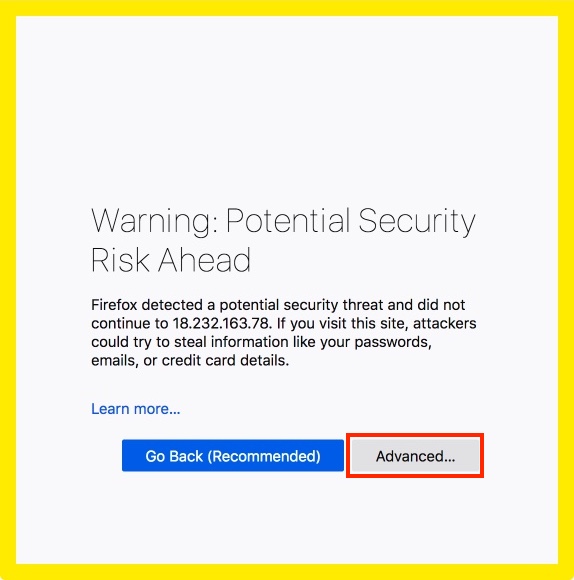 Warning: Potential Security
Risk Ahead
Firefox detected a potential security threat and did not
continue to 18.232.163.78. If you visit this site, attackers
could try to steal information like your passwords,
emails, or credit card details.
Learn more...
Go Back (Recommended) Advanced...